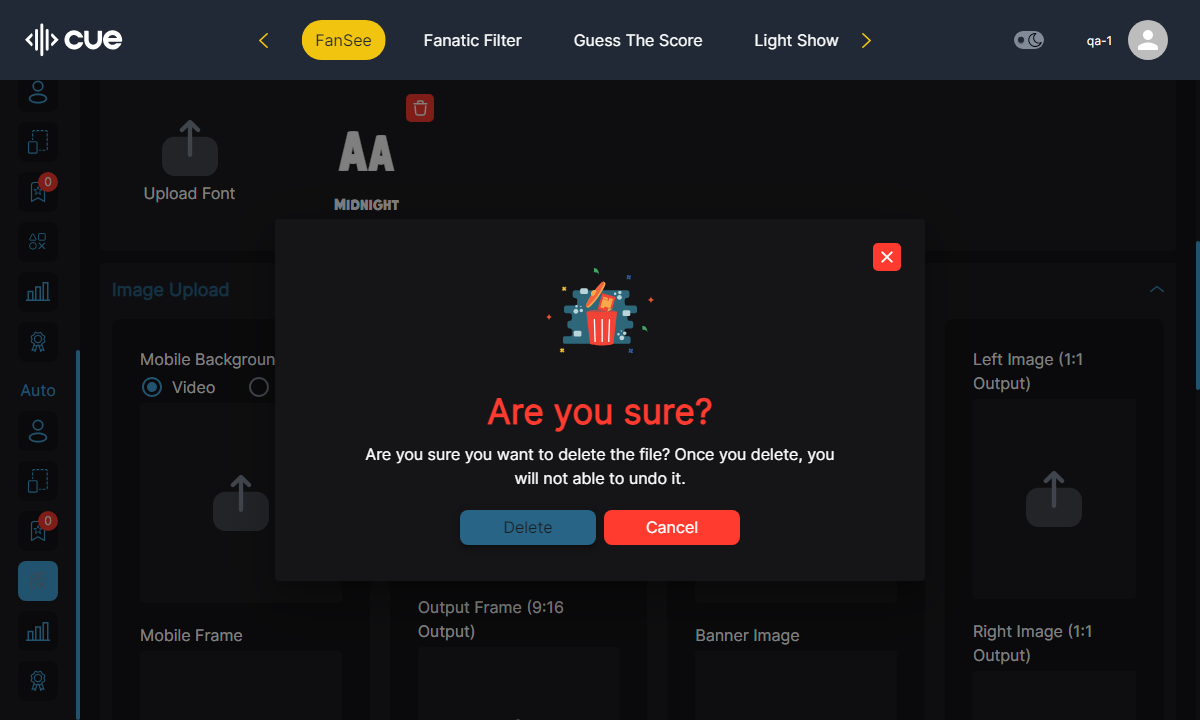 cue
FanSee
Fanatic Filter
Guess The Score
Light Show
qa-1
0
Auto
0
Upload Font
AA
MIDNIGHT
Image Upload
Mobile Backgroun
Video
Left Image (1:1
Output)
Are you sure?
Are you sure you want to delete the file? Once you delete, you
will not able to undo it.
Delete
Cancel
Mobile Frame
Output Frame (9:16
Output)
Banner Image
Right Image (1:1
Output)